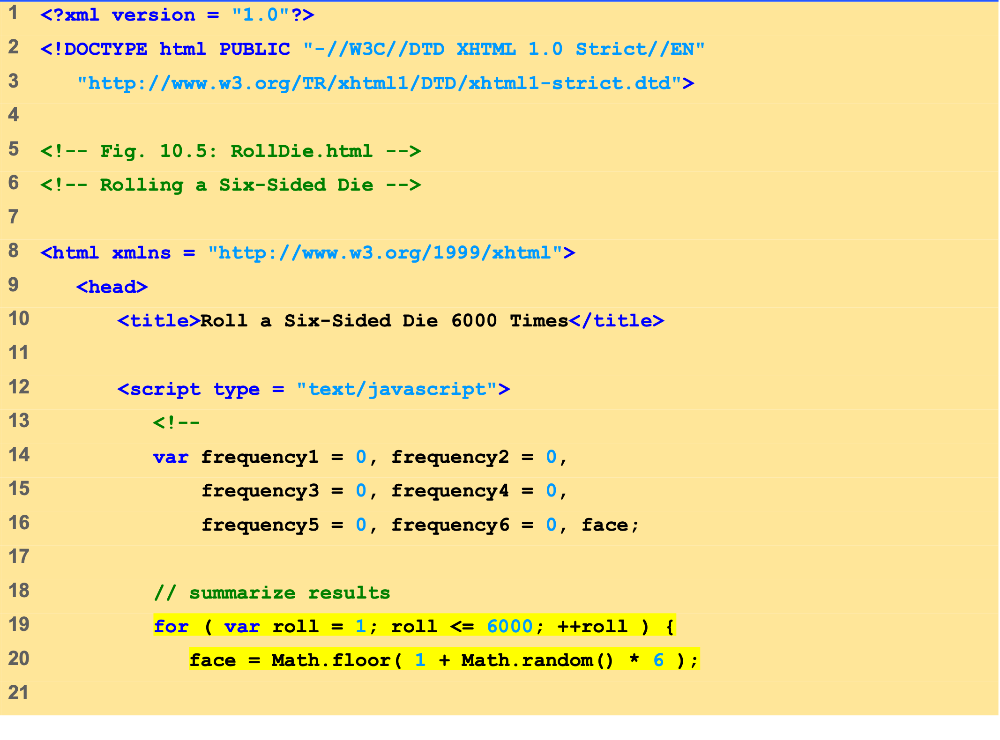 1 <?xml version = "1.0"?>
2 <!DOCTYPE html PUBLIC "-//W3C//DTD XHTML 1.0 Strict//EN"
3 "http://www.w3.org/TR/xhtml1/DTD/xhtml1-strict.dtd">
4
5 <!-- Fig. 10.5: RollDie.html -->
6 <!-- Rolling a Six-Sided Die -->
7
8 <html xmlns = "http://www.w3.org/1999/xhtml">
9 <head>
10 <title>Roll a Six-Sided Die 6000 Times</title>
11
12 <script type = "text/javascript">
13 <!--
14 var frequency1 = 0, frequency2 = 0,
15 frequency3 = 0, frequency4 = 0,
16 frequency5 = 0, frequency6 = 0, face;
17
18 // summarize results
19 for ( var roll = 1; roll <= 6000; ++roll ) {
20 face = Math.floor( 1 + Math.random() * 6 );
21